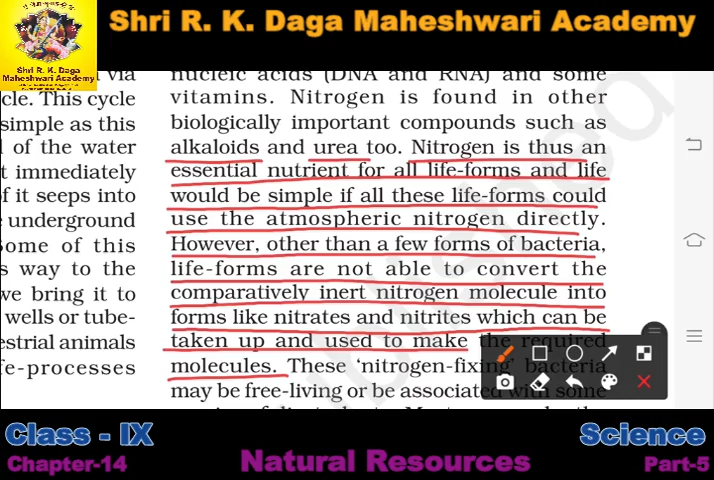 Shri R. K. Daga Maheshwari Academy
Shri R. K. Daga
Maheshwari Academy
via
cle. This cycle
simple as this
l of the water
t immediately
f it seeps into
underground
Some of this
s way to the
we bring it to
wells or tube-
estrial animals
fe-processes
nucleic acids (DNA and RNA) and some
vitamins. Nitrogen is found in other
biologically important compounds such as
alkaloids and urea too. Nitrogen is thus an
essential nutrient for all life-forms and life
would be simple if all these life-forms could
use the atmospheric nitrogen directly.
However, other than a few forms of bacteria,
life-forms are not able to convert the
comparatively inert nitrogen molecule into
forms like nitrates and nitrites which can be
taken up and used to make the required
molecules. These ‘nitrogen-fixing’ bacteria
may be free-living or be associated with some
Class - IX
Science
Chapter-14
Natural Resources
Part-5